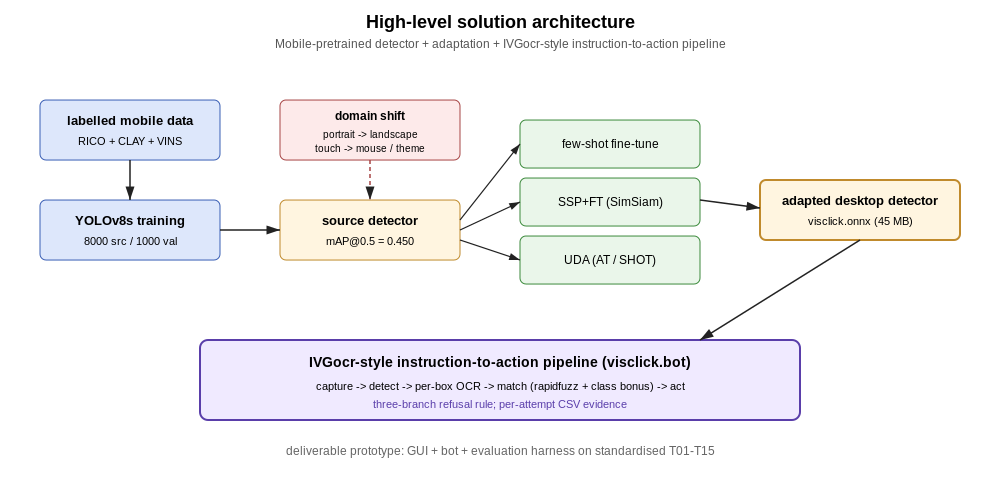 High-level solution architecture
Mobile-pretrained detector + adaptation + IVGocr-style instruction-to-action pipeline
labelled mobile data
RICO + CLAY + VINS
domain shift
portrait -> landscape
touch -> mouse / theme
few-shot fine-tune
YOLOv8s training
8000 src / 1000 val
source detector
mAP@0.5 = 0.450
SSP+FT (SimSiam)
UDA (AT / SHOT)
adapted desktop detector
visclick.onnx (45 MB)
IVGocr-style instruction-to-action pipeline (visclick.bot)
capture -> detect -> per-box OCR -> match (rapidfuzz + class bonus) -> act
three-branch refusal rule; per-attempt CSV evidence
deliverable prototype: GUI + bot + evaluation harness on standardised T01-T15